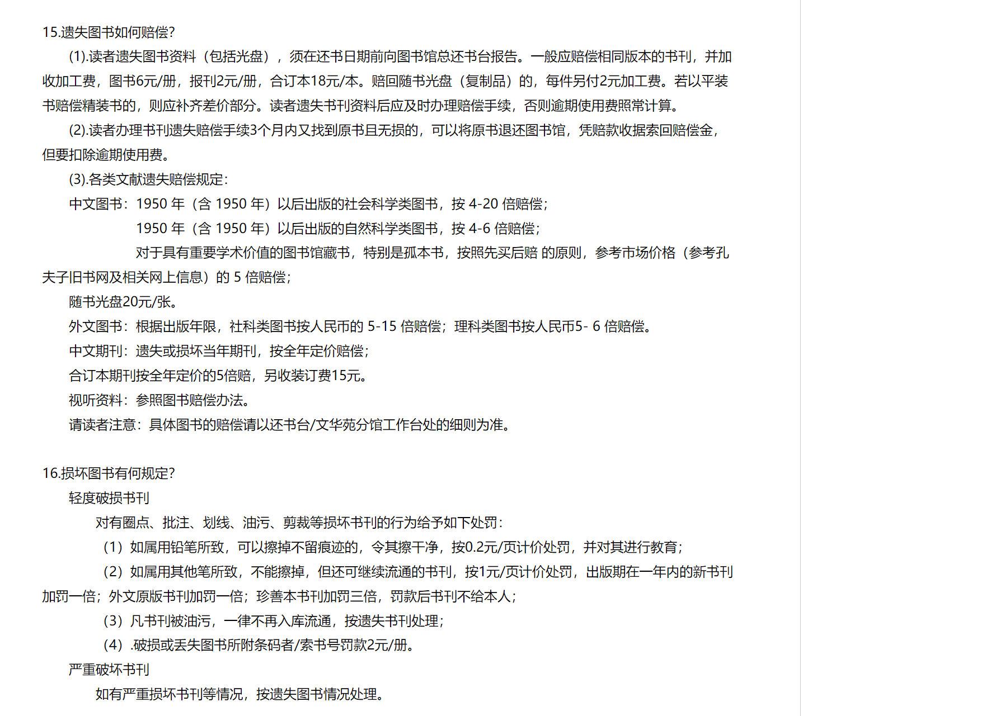 15.遗失图书如何赔偿?
(1).读者遗失图书资料（包括光盘），须在还书日期前向图书馆总还书台报告。一般应赔偿相同版本的书刊，并加
收加工费，图书6元/册，报刊2元/册，合订本18元/本。赔回随书光盘（复制品）的，每件另付2元加工费。若以平装
书赔偿精装书的，则应补齐差价部分。读者遗失书刊资料后应及时办理赔偿手续，否则逾期使用费照常计算。
(2).读者办理书刊遗失赔偿手续3个月内又找到原书且无损的，可以将原书退还图书馆，凭赔款收据索回赔偿金，
但要扣除逾期使用费。
(3).各类文献遗失赔偿规定：
中文图书：1950 年（含 1950 年）以后出版的社会科学类图书，按 4-20 倍赔偿；
1950 年（含 1950 年）以后出版的自然科学类图书，按 4-6 倍赔偿；
对于具有重要学术价值的图书馆藏书，特别是孤本书，按照先买后赔 的原则，参考市场价格（参考孔
夫子旧书网及相关网上信息）的 5 倍赔偿；
随书光盘20元/张。
外文图书：根据出版年限，社科类图书按人民币的 5-15 倍赔偿；理科类图书按人民币5- 6 倍赔偿。
中文期刊：遗失或损坏当年期刊，按全年定价赔偿；
合订本期刊按全年定价的5倍赔，另收装订费15元。
视听资料：参照图书赔偿办法。
请读者注意：具体图书的赔偿请以还书台/文华苑分馆工作台处的细则为准。
16.损坏图书有何规定?
轻度破损书刊
对有圈点、批注、划线、油污、剪裁等损坏书刊的行为给予如下处罚：
（1）如属用铅笔所致，可以擦掉不留痕迹的，令其擦干净，按0.2元/页计价处罚，并对其进行教育；
（2）如属用其他笔所致，不能擦掉，但还可继续流通的书刊，按1元/页计价处罚，出版期在一年内的新书刊
加罚一倍；外文原版书刊加罚一倍；珍善本书刊加罚三倍，罚款后书刊不给本人；
（3）凡书刊被油污，一律不再入库流通，按遗失书刊处理；
（4）.破损或丢失图书所附条码者/索书号罚款2元/册。
严重破坏书刊
如有严重损坏书刊等情况，按遗失图书情况处理。